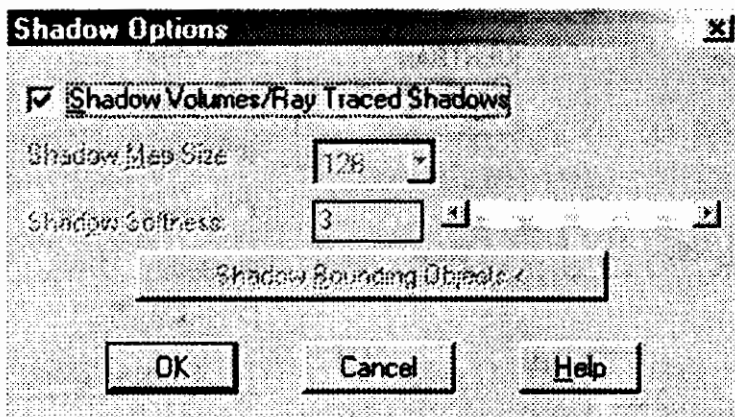 Shadow Options
Shadow Volumes/Ray Traced Shadows
Shadow Map Size 128
Shadow Softness: 3
Shadow Bounding Objects <
OK Cancel Help